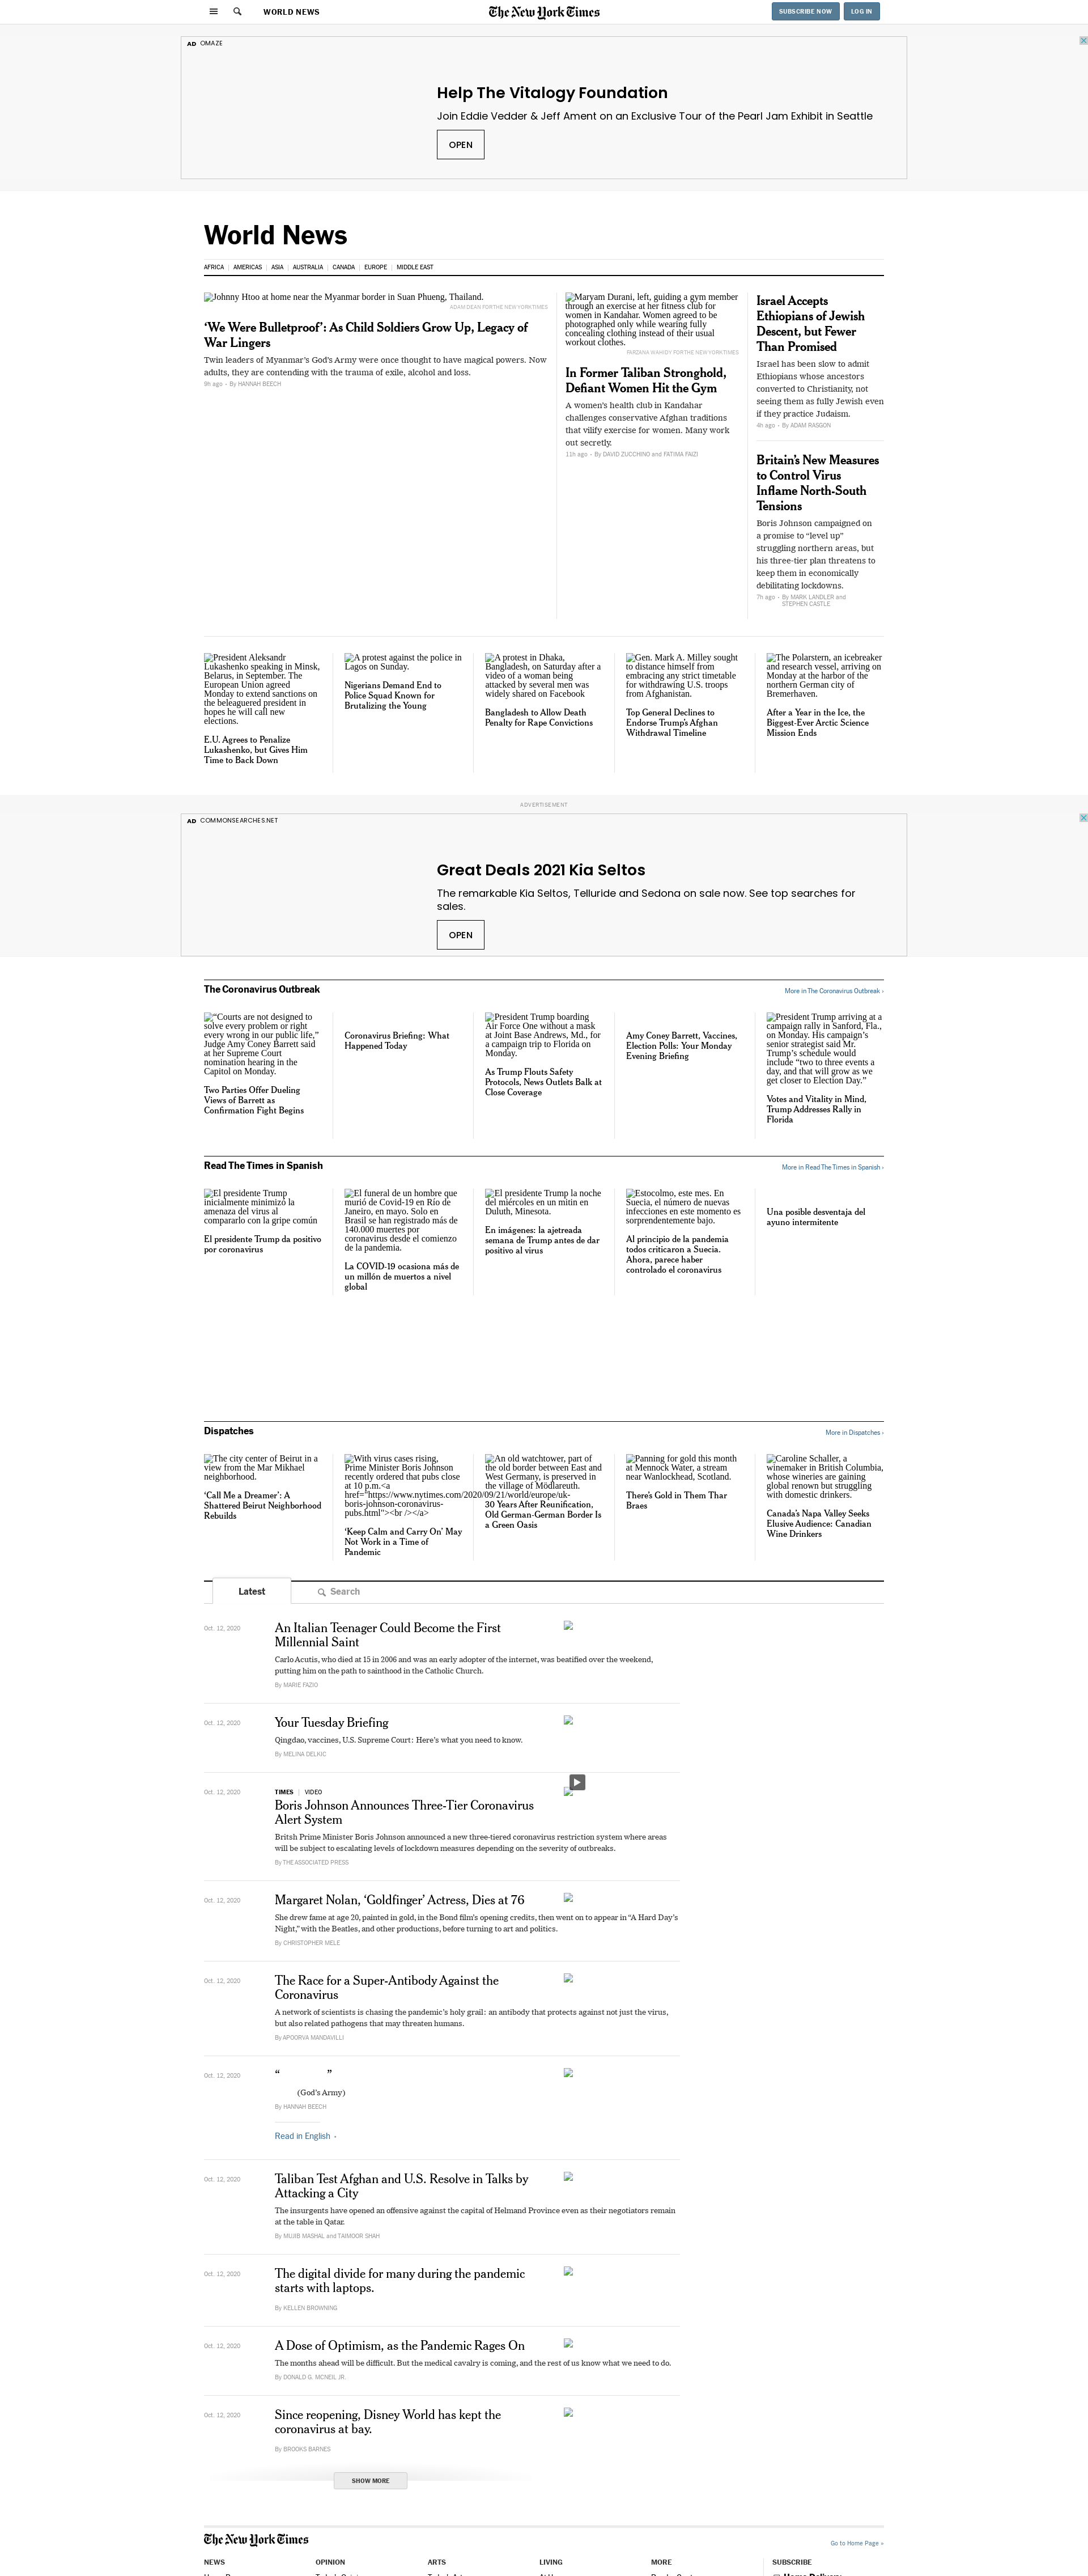 WORLD NEWS
The New York Times
SUBSCRIBE NOW
LOG IN
AD OMAZE
Help The Vitalogy Foundation
Join Eddie Vedder & Jeff Ament on an Exclusive Tour of the Pearl Jam Exhibit in Seattle
OPEN
World News
AFRICA | AMERICAS | ASIA | AUSTRALIA | CANADA | EUROPE | MIDDLE EAST
Johnny Htoo at home near the Myanmar border in Suan Phueng, Thailand.
ADAM DEAN FOR THE NEW YORK TIMES
‘We Were Bulletproof’: As Child Soldiers Grow Up, Legacy of
War Lingers
Twin leaders of Myanmar’s God’s Army were once thought to have magical powers. Now
adults, they are contending with the trauma of exile, alcohol and loss.
9h ago • By HANNAH BEECH
Maryam Durani, left, guiding a gym member
through an exercise at her fitness club for
women in Kandahar. Women agreed to be
photographed only while wearing fully
concealing clothing instead of their usual
workout clothes.
FARZANA WAHIDY FOR THE NEW YORK TIMES
In Former Taliban Stronghold,
Defiant Women Hit the Gym
A women’s health club in Kandahar
challenges conservative Afghan traditions
that vilify exercise for women. Many work
out secretly.
11h ago • By DAVID ZUCCHINO and FATIMA FAIZI
Israel Accepts
Ethiopians of Jewish
Descent, but Fewer
Than Promised
Israel has been slow to admit
Ethiopians whose ancestors
converted to Christianity, not
seeing them as fully Jewish even
if they practice Judaism.
4h ago • By ADAM RASGON
Britain’s New Measures
to Control Virus
Inflame North-South
Tensions
Boris Johnson campaigned on
a promise to “level up”
struggling northern areas, but
his three-tier plan threatens to
keep them in economically
debilitating lockdowns.
7h ago • By MARK LANDLER and
STEPHEN CASTLE
President Aleksandr
Lukashenko speaking in Minsk,
Belarus, in September. The
European Union agreed
Monday to extend sanctions on
the beleaguered president in
hopes he will call new
elections.
E.U. Agrees to Penalize
Lukashenko, but Gives Him
Time to Back Down
A protest against the police in
Lagos on Sunday.
Nigerians Demand End to
Police Squad Known for
Brutalizing the Young
A protest in Dhaka,
Bangladesh, on Saturday after a
video of a woman being
attacked by several men was
widely shared on Facebook
Bangladesh to Allow Death
Penalty for Rape Convictions
Gen. Mark A. Milley sought
to distance himself from
embracing any strict timetable
for withdrawing U.S. troops
from Afghanistan.
Top General Declines to
Endorse Trump’s Afghan
Withdrawal Timeline
The Polarstern, an icebreaker
and research vessel, arriving on
Monday at the harbor of the
northern German city of
Bremerhaven.
After a Year in the Ice, the
Biggest-Ever Arctic Science
Mission Ends
ADVERTISEMENT
AD COMMONSEARCHES.NET
Great Deals 2021 Kia Seltos
The remarkable Kia Seltos, Telluride and Sedona on sale now. See top searches for
sales.
OPEN
The Coronavirus Outbreak
More in The Coronavirus Outbreak ›
“Courts are not designed to
solve every problem or right
every wrong in our public life,”
Judge Amy Coney Barrett said
at her Supreme Court
nomination hearing in the
Capitol on Monday.
Two Parties Offer Dueling
Views of Barrett as
Confirmation Fight Begins
Coronavirus Briefing: What
Happened Today
President Trump boarding
Air Force One without a mask
at Joint Base Andrews, Md., for
a campaign trip to Florida on
Monday.
As Trump Flouts Safety
Protocols, News Outlets Balk at
Close Coverage
Amy Coney Barrett, Vaccines,
Election Polls: Your Monday
Evening Briefing
President Trump arriving at a
campaign rally in Sanford, Fla.,
on Monday. His campaign’s
senior strategist said Mr.
Trump’s schedule would
include “two to three events a
day, and that will grow as we
get closer to Election Day.”
Votes and Vitality in Mind,
Trump Addresses Rally in
Florida
Read The Times in Spanish
More in Read The Times in Spanish ›
El presidente Trump
inicialmente minimizó la
amenaza del virus al
compararlo con la gripe común
El presidente Trump da positivo
por coronavirus
El funeral de un hombre que
murió de Covid-19 en Río de
Janeiro, en mayo. Solo en
Brasil se han registrado más de
140.000 muertes por
coronavirus desde el comienzo
de la pandemia.
La COVID-19 ocasiona más de
un millón de muertos a nivel
global
El presidente Trump la noche
del miércoles en un mitin en
Duluth, Minesota.
En imágenes: la ajetreada
semana de Trump antes de dar
positivo al virus
Estocolmo, este mes. En
Suecia, el número de nuevas
infecciones en este momento es
sorprendentemente bajo.
Al principio de la pandemia
todos criticaron a Suecia.
Ahora, parece haber
controlado el coronavirus
Una posible desventaja del
ayuno intermitente
Dispatches
More in Dispatches ›
The city center of Beirut in a
view from the Mar Mikhael
neighborhood.
‘Call Me a Dreamer’: A
Shattered Beirut Neighborhood
Rebuilds
With virus cases rising,
Prime Minister Boris Johnson
recently ordered that pubs close
at 10 p.m.<a
href="https://www.nytimes.com/2020/09/21/world/europe/uk-
boris-johnson-coronavirus-
pubs.html"><br /></a>
‘Keep Calm and Carry On’ May
Not Work in a Time of
Pandemic
An old watchtower, part of
the old border between East and
West Germany, is preserved in
the village of Mödlareuth.
30 Years After Reunification,
Old German-German Border Is
a Green Oasis
Panning for gold this month
at Mennock Water, a stream
near Wanlockhead, Scotland.
There’s Gold in Them Thar
Braes
Caroline Schaller, a
winemaker in British Columbia,
whose wineries are gaining
global renown but struggling
with domestic drinkers.
Canada’s Napa Valley Seeks
Elusive Audience: Canadian
Wine Drinkers
Latest
Search
Oct. 12, 2020
An Italian Teenager Could Become the First
Millennial Saint
Carlo Acutis, who died at 15 in 2006 and was an early adopter of the internet, was beatified over the weekend,
putting him on the path to sainthood in the Catholic Church.
By MARIE FAZIO
Oct. 12, 2020
Your Tuesday Briefing
Qingdao, vaccines, U.S. Supreme Court: Here’s what you need to know.
By MELINA DELKIC
Oct. 12, 2020
TIMES | VIDEO
Boris Johnson Announces Three-Tier Coronavirus
Alert System
Britsh Prime Minister Boris Johnson announced a new three-tiered coronavirus restriction system where areas
will be subject to escalating levels of lockdown measures depending on the severity of outbreaks.
By THE ASSOCIATED PRESS
Oct. 12, 2020
Margaret Nolan, ‘Goldfinger’ Actress, Dies at 76
She drew fame at age 20, painted in gold, in the Bond film’s opening credits, then went on to appear in “A Hard Day’s
Night,” with the Beatles, and other productions, before turning to art and politics.
By CHRISTOPHER MELE
Oct. 12, 2020
The Race for a Super-Antibody Against the
Coronavirus
A network of scientists is chasing the pandemic’s holy grail: an antibody that protects against not just the virus,
but also related pathogens that may threaten humans.
By APOORVA MANDAVILLI
Oct. 12, 2020
“ ”
(God’s Army)
By HANNAH BEECH
Read in English
Oct. 12, 2020
Taliban Test Afghan and U.S. Resolve in Talks by
Attacking a City
The insurgents have opened an offensive against the capital of Helmand Province even as their negotiators remain
at the table in Qatar.
By MUJIB MASHAL and TAIMOOR SHAH
Oct. 12, 2020
The digital divide for many during the pandemic
starts with laptops.
By KELLEN BROWNING
Oct. 12, 2020
A Dose of Optimism, as the Pandemic Rages On
The months ahead will be difficult. But the medical cavalry is coming, and the rest of us know what we need to do.
By DONALD G. MCNEIL JR.
Oct. 12, 2020
Since reopening, Disney World has kept the
coronavirus at bay.
By BROOKS BARNES
SHOW MORE
The New York Times
Go to Home Page »
NEWS
OPINION
ARTS
LIVING
MORE
SUBSCRIBE